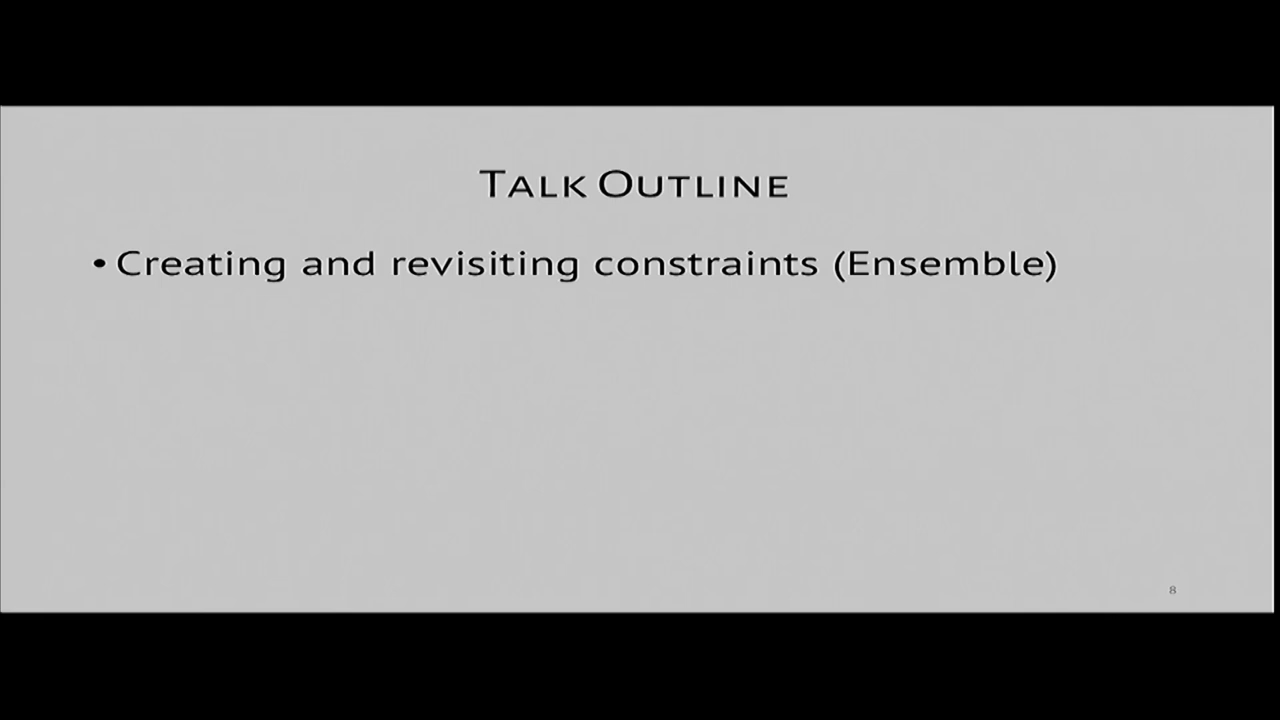 TALK OUTLINE
• Creating and revisiting constraints (Ensemble)
8